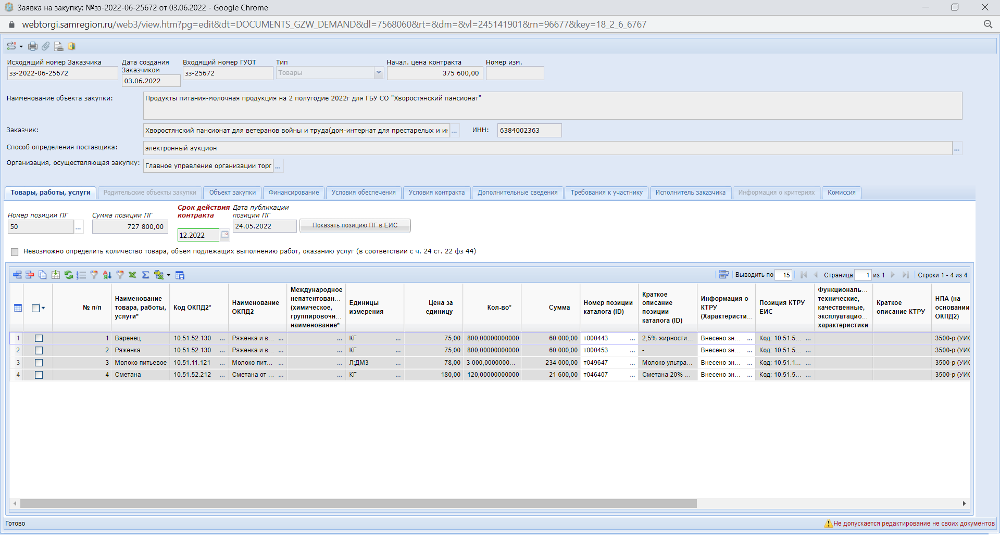 Заявка на закупку: №зз-2022-06-25672 от 03.06.2022 - Google Chrome
webtorgi.samregion.ru/web3/view.htm?pg=edit&dt=DOCUMENTS_GZW_DEMAND&dl=7568060&rt=&dm=&vl=245141901&rn=96677&key=18_2_6_6767
Исходящий номер Заказчика
зз-2022-06-25672
Дата создания
Заказчиком
03.06.2022
Входящий номер ГУОТ
зз-25672
Тип
Товары
Начал. цена контракта
375 600,00
Номер изм.
Наименование объекта закупки:
Продукты питания-молочная продукция на 2 полугодие 2022г для ГБУ СО "Хворостянский пансионат"
Заказчик:
Хворостянский пансионат для ветеранов войны и труда(дом-интернат для престарелых и ин
...
ИНН:
6384002363
Способ определения поставщика:
электронный аукцион
...
Организация, осуществляющая закупку:
Главное управление организации торг
...
Товары, работы, услуги Родительские объекты закупки Объект закупки Финансирование Условия обеспечения Условия контракта Дополнительные сведения Требования к участнику Исполнитель заказчика Информация о критериях Комиссия
Номер позиции ПГ
50
...
Сумма позиции ПГ
727 800,00
Срок действия
контракта
12.2022
Дата публикации
позиции ПГ
24.05.2022
Показать позицию ПГ в ЕИС
Невозможно определить количество товара, объем подлежащих выполнению работ, оказанию услуг (в соответствии с ч. 24 ст. 22 фз 44)
Выводить по 15 Страница 1 из 1 Строки 1 - 4 из 4
№ п/п
Наименование
товара, работы,
услуги*
Код ОКПД2*
Наименование
ОКПД2
Международное
непатентован...
(химическое,
группировочн...
наименование*
Единицы
измерения
Цена за
единицу
Кол-во*
Сумма
Номер позиции
каталога (ID)
Краткое
описание
позиции
каталога (ID)
Информация о
КТРУ
(Характеристи...
Позиция КТРУ
ЕИС
Функциональ...
технические,
качественные,
эксплуатацио...
характеристики
Краткое
описание КТРУ
НПА (на
основании
ОКПД2)
1 1 Варенец 10.51.52.130 ... Ряженка и в... ... ... КГ ... 75,00 800,00000000000 60 000,00 т000443 ... 2,5% жирности... Внесено зн... ... Код: 10.51.5... ... 3500-р (УИС
2 2 Ряженка 10.51.52.130 ... Ряженка и в... ... ... КГ ... 75,00 800,00000000000 60 000,00 т000453 ... - Внесено зн... ... Код: 10.51.5... ... 3500-р (УИС
3 3 Молоко питьевое 10.51.11.121 ... Молоко пит... ... ... Л;ДМ3 ... 78,00 3 000,0000000... 234 000,00 т049647 ... Молоко ультра... Внесено зн... ... Код: 10.51.1... ... 3500-р (УИС
4 4 Сметана 10.51.52.212 ... Сметана от ... ... ... КГ ... 180,00 120,00000000000 21 600,00 т046407 ... Сметана 20% ... Внесено зн... ... Код: 10.51.5... ... 3500-р (УИС
Готово
Не допускается редактирование не своих документов